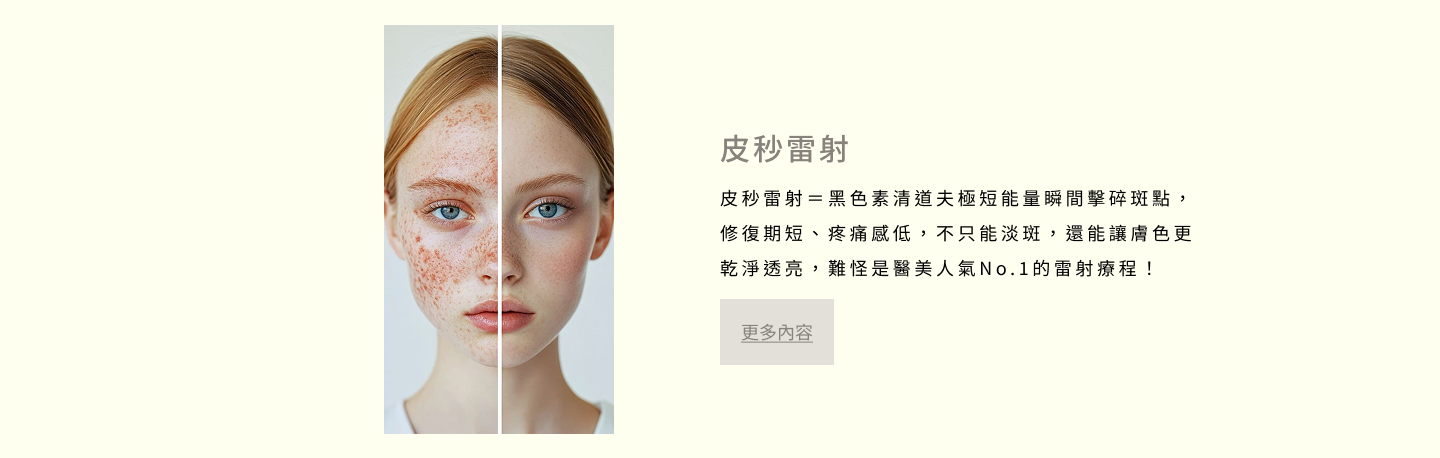 皮秒雷射
皮秒雷射＝黑色素清道夫極短能量瞬間擊碎斑點，
修復期短、疼痛感低，不只能淡斑，還能讓膚色更
乾淨透亮，難怪是醫美人氣No.1的雷射療程！
更多內容